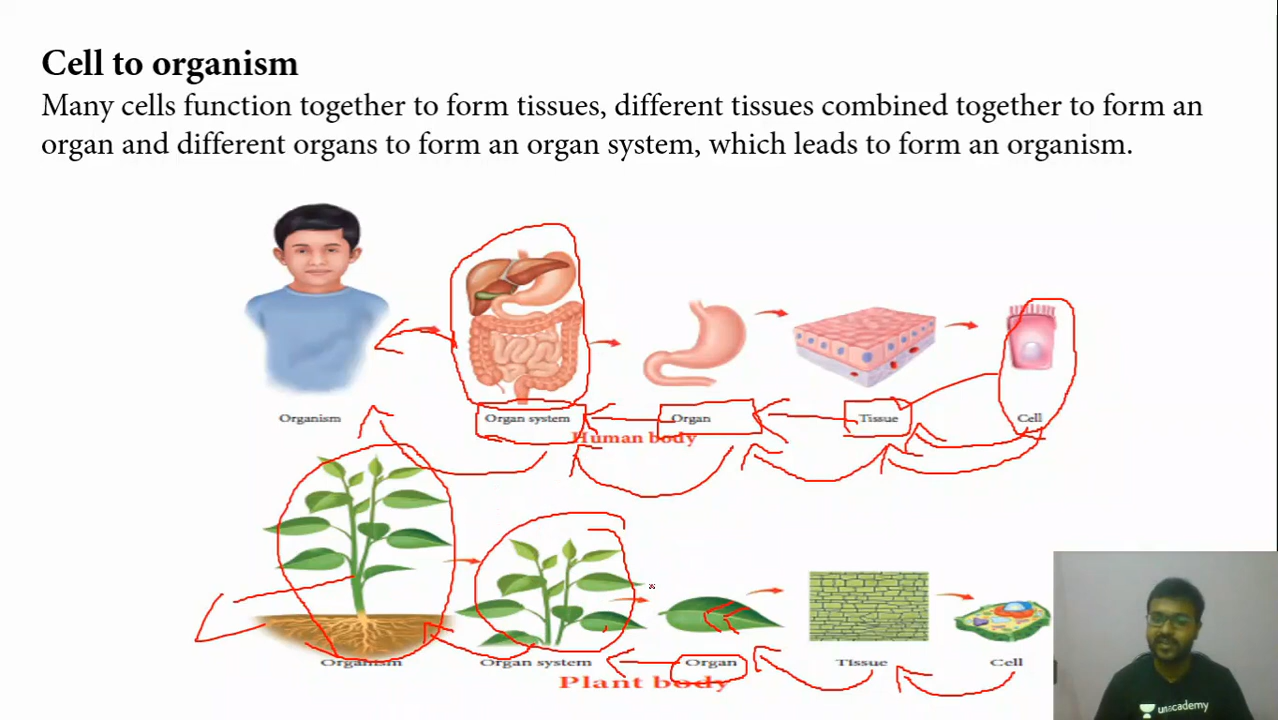 Cell to organism
Many cells function together to form tissues, different tissues combined together to form an
organ and different organs to form an organ system, which leads to form an organism.
Organism Organ system Organ Tissue Cell
Human body
Organism Organ system Organ Tissue Cell
Plant body
unacademy